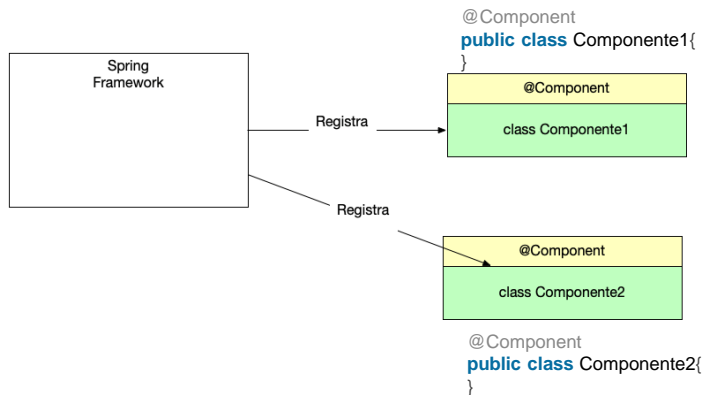 @Component
public class Componente1{
}
Spring
Framework
@Component
class Componente1
Registra
Registra
@Component
class Componente2
@Component
public class Componente2{
}